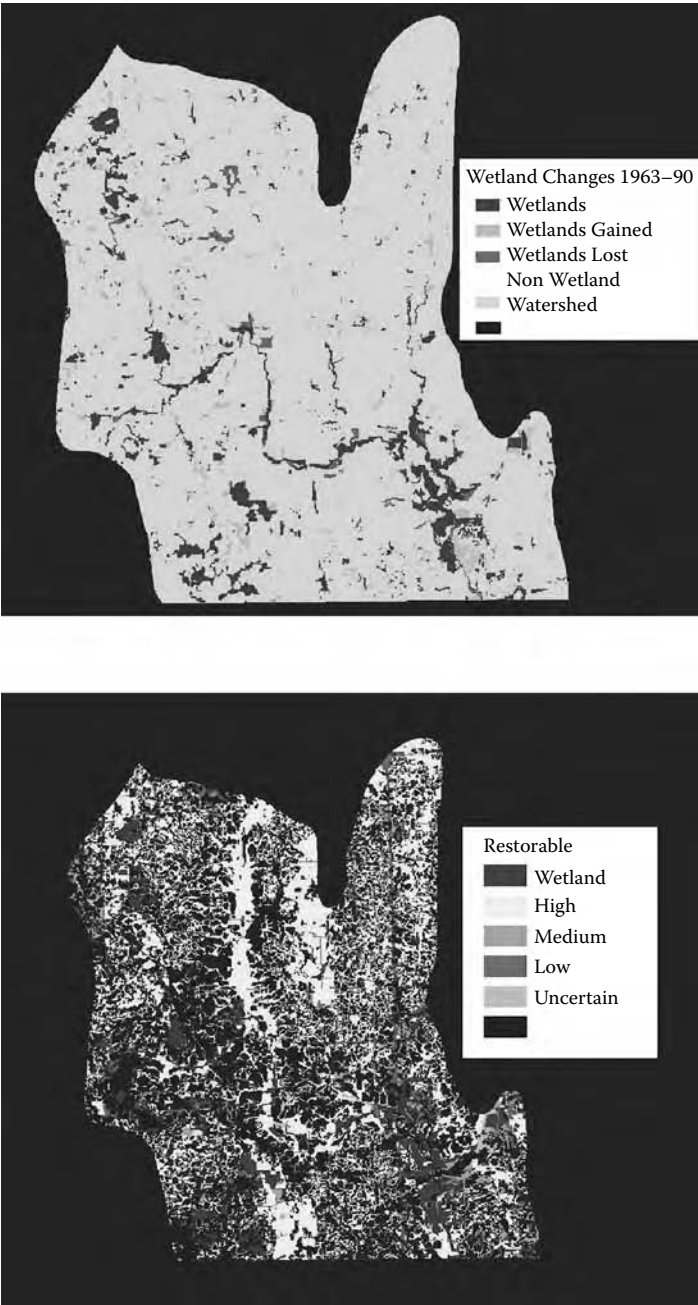 Wetland Changes 1963–90
Wetlands
Wetlands Gained
Wetlands Lost
Non Wetland
Watershed
Restorable
Wetland
High
Medium
Low
Uncertain